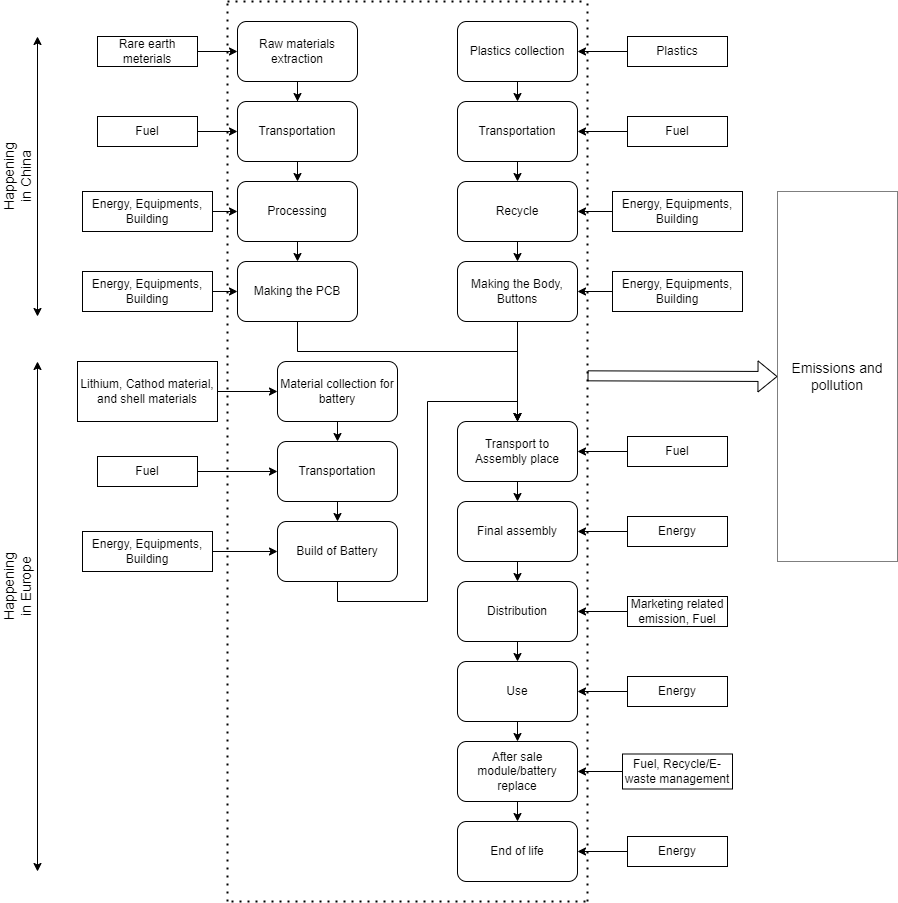 Happening
in China
Rare earth
meterials
Raw materials
extraction
Plastics collection
Plastics
Fuel
Transportation
Transportation
Fuel
Energy, Equipments,
Building
Processing
Recycle
Energy, Equipments,
Building
Energy, Equipments,
Building
Making the PCB
Making the Body,
Buttons
Energy, Equipments,
Building
Emissions and
pollution
Happening
in Europe
Lithium, Cathod material,
and shell materials
Material collection for
battery
Fuel
Transportation
Transport to
Assembly place
Fuel
Energy, Equipments,
Building
Build of Battery
Final assembly
Energy
Distribution
Marketing related
emission, Fuel
Use
Energy
After sale
module/battery
replace
Fuel, Recycle/E-
waste management
End of life
Energy